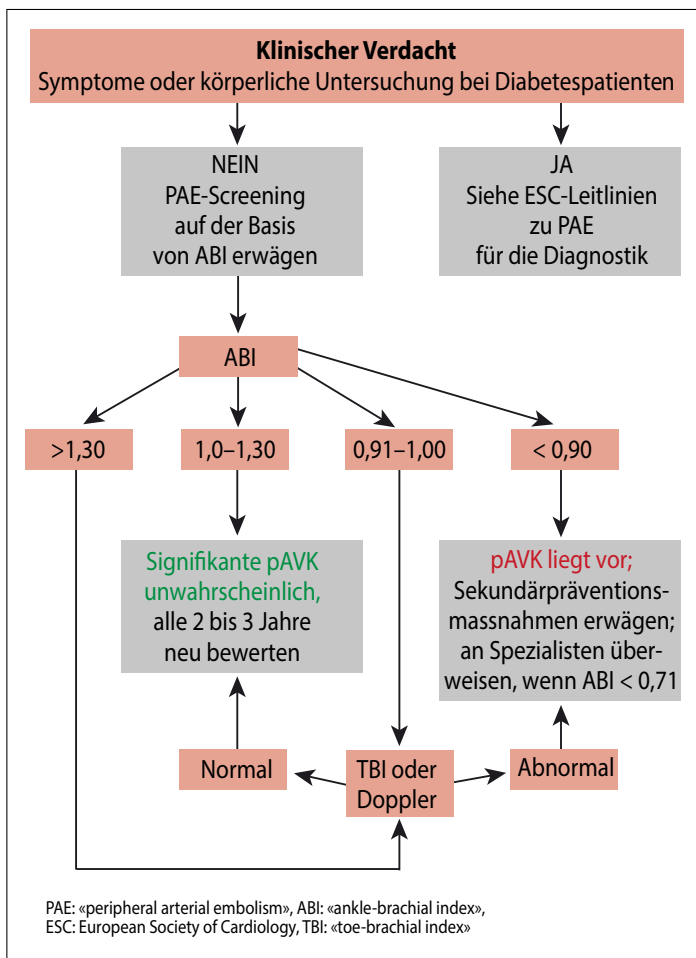 Klinischer Verdacht
Symptome oder körperliche Untersuchung bei Diabetespatienten
NEIN
PAE-Screening
auf der Basis
von ABI erwägen
JA
Siehe ESC-Leitlinien
zu PAE
für die Diagnostik
ABI
>1,30
1,0–1,30
0,91–1,00
< 0,90
Signifikante pAVK
unwahrscheinlich,
alle 2 bis 3 Jahre
neu bewerten
pAVK liegt vor;
Sekundärpräventions-
massnahmen erwägen;
an Spezialisten über-
weisen, wenn ABI < 0,71
Normal
TBI oder
Doppler
Abnormal
PAE: «peripheral arterial embolism», ABI: «ankle-brachial index»,
ESC: European Society of Cardiology, TBI: «toe-brachial index»